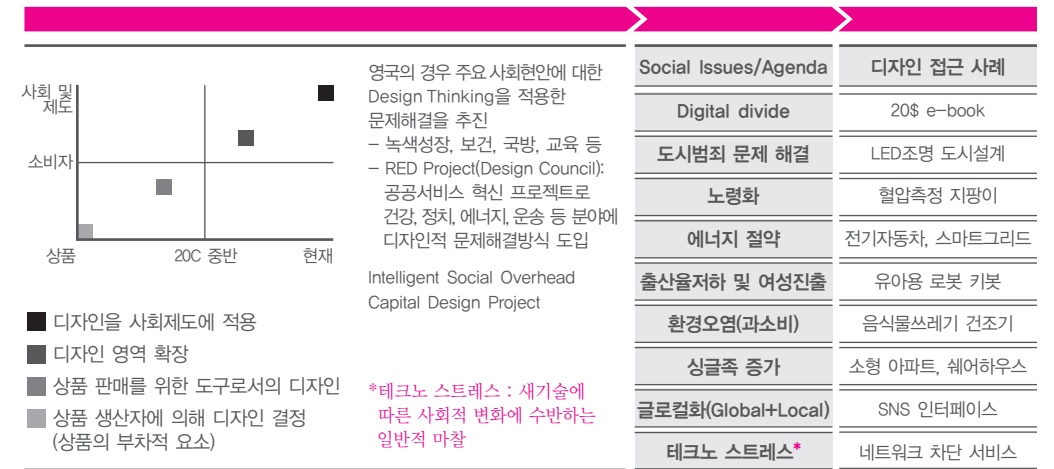 사회 및
제도
소비자
상품
20C 중반
현재
디자인을 사회제도에 적용
디자인 영역 확장
상품 판매를 위한 도구로서의 디자인
상품 생산자에 의해 디자인 결정
(상품의 부차적 요소)
영국의 경우 주요 사회현안에 대한
Design Thinking을 적용한
문제해결을 추진
– 녹색성장, 보건, 국방, 교육 등
– RED Project(Design Council):
공공서비스 혁신 프로젝트로
건강, 정치, 에너지, 운송 등 분야에
디자인적 문제해결방식 도입
Intelligent Social Overhead
Capital Design Project
*테크노 스트레스 : 새기술에
따른 사회적 변화에 수반하는
일반적 마찰
Social Issues/Agenda 디자인 접근 사례
Digital divide 20$ e-book
도시범죄 문제 해결 LED조명 도시설계
노령화 혈압측정 지팡이
에너지 절약 전기자동차, 스마트그리드
출산율저하 및 여성진출 유아용 로봇 키봇
환경오염(과소비) 음식물쓰레기 건조기
싱글족 증가 소형 아파트, 쉐어하우스
글로컬화(Global+Local) SNS 인터페이스
테크노 스트레스* 네트워크 차단 서비스